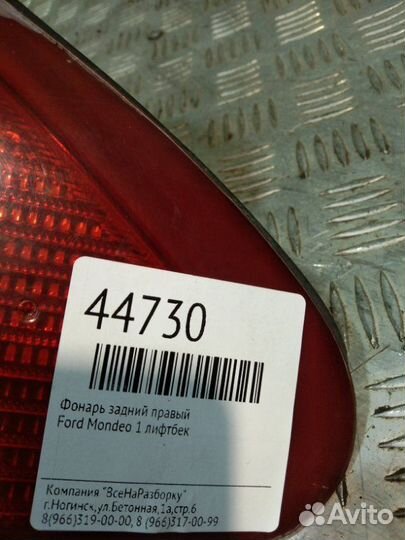 44730
Фонарь задний правый
Ford Mondeo 1 лифтбек
Компания "ВсеНаРазборку"
г.Ногинск,ул.Бетонная,1а,стр.6
8(966)319-00-00, 8 (966)317-00-99
Avito